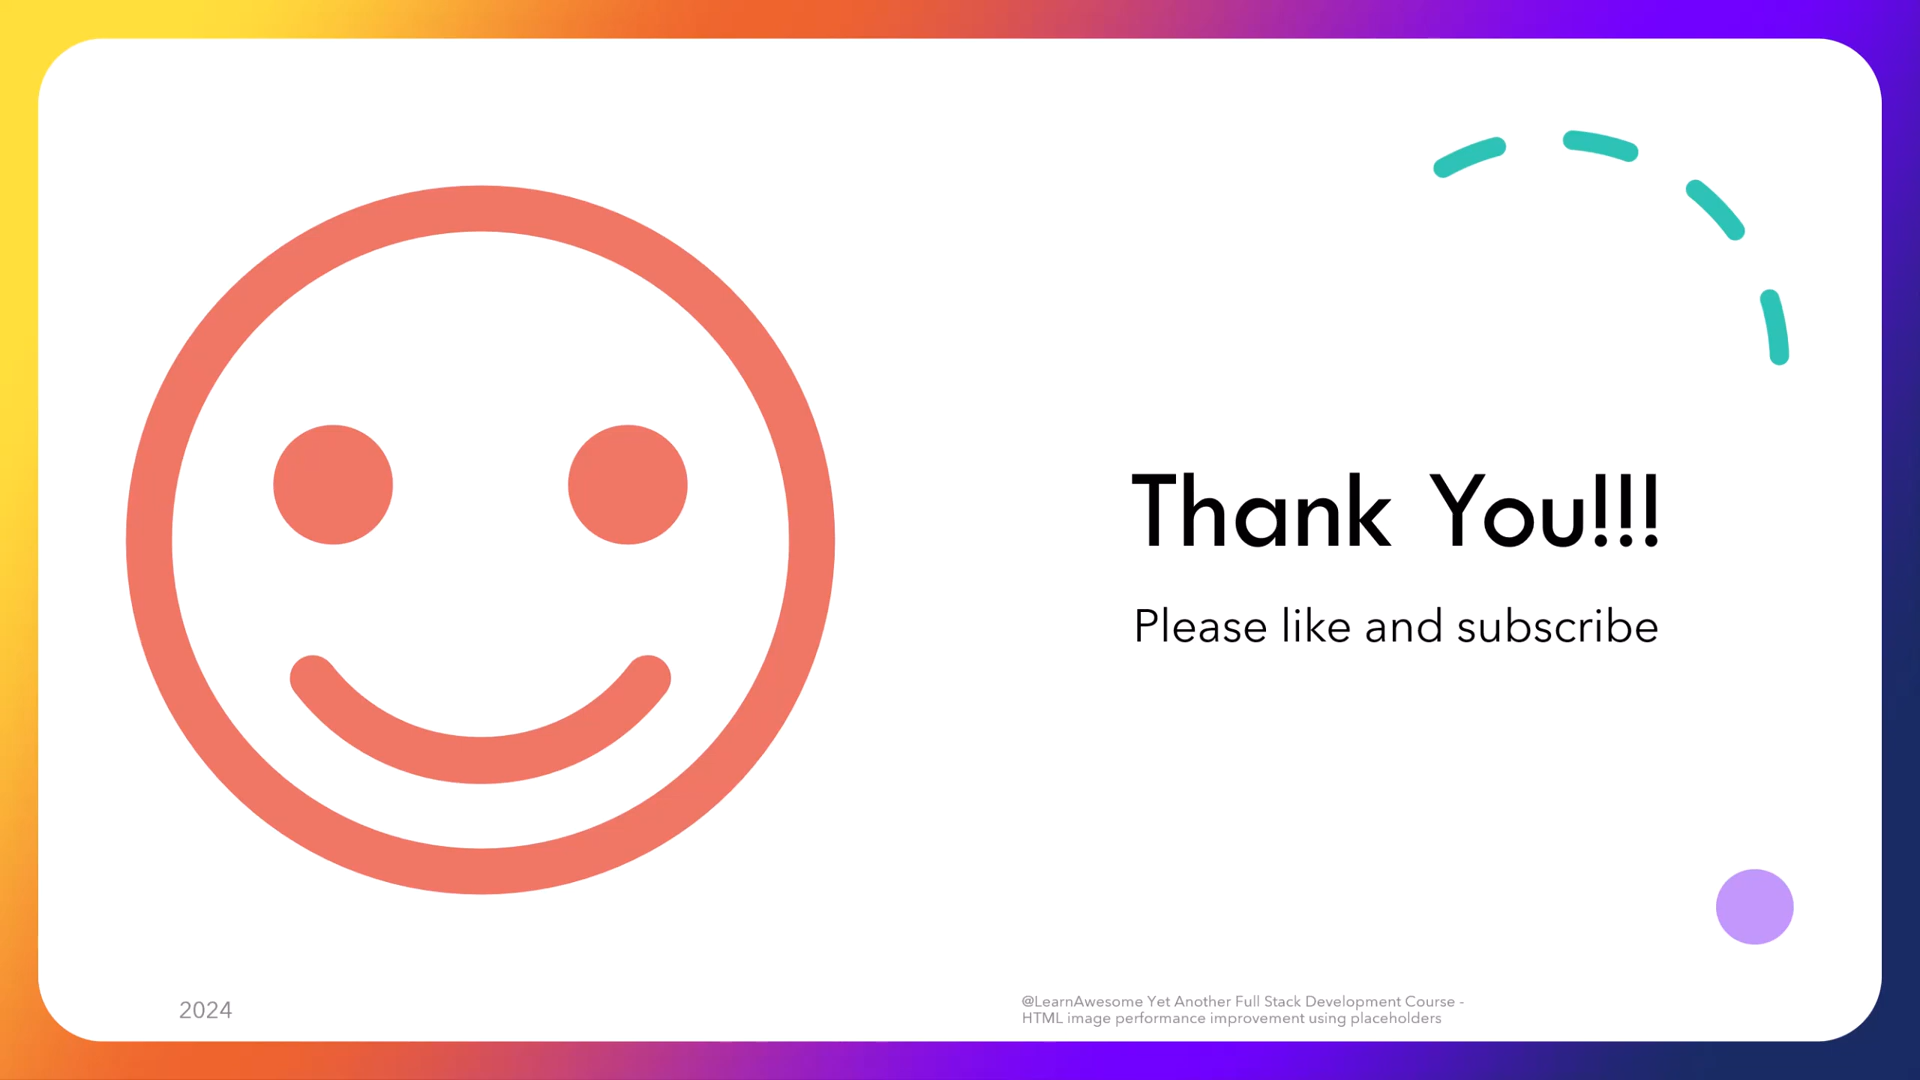 Thank You!!!
Please like and subscribe
2024
@LearnAwesome Yet Another Full Stack Development Course -
HTML image performance improvement using placeholders